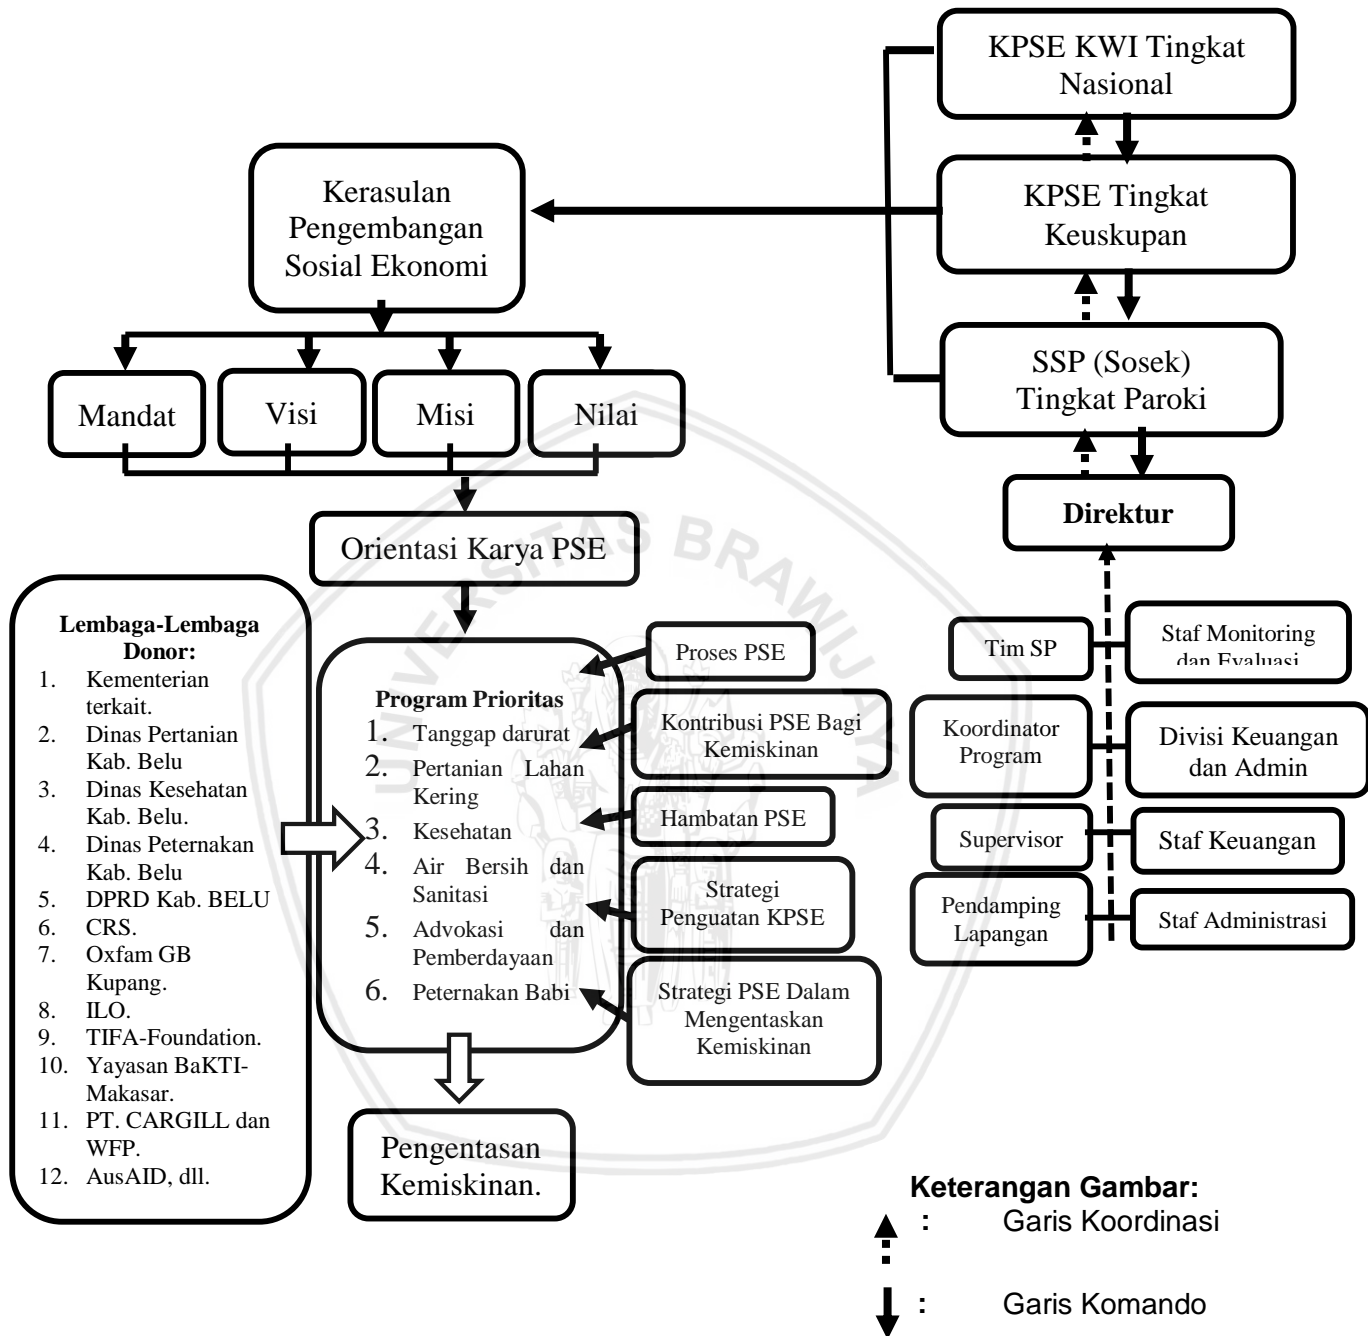 KPSE KWI Tingkat
Nasional
Kerasulan
Pengembangan
Sosial Ekonomi
KPSE Tingkat
Keuskupan
SSP (Sosek)
Tingkat Paroki
Mandat
Visi
Misi
Nilai
Direktur
Orientasi Karya PSE
UNIVERSITAS BRAWIJAYA
Lembaga-Lembaga
Donor:
1. Kementerian
terkait.
2. Dinas Pertanian
Kab. Belu
3. Dinas Kesehatan
Kab. Belu.
4. Dinas Peternakan
Kab. Belu
5. DPRD Kab. BELU
6. CRS.
7. Oxfam GB
Kupang.
8. ILO.
9. TIFA-Foundation.
10. Yayasan BaKTI-
Makasar.
11. PT. CARGILL dan
WFP.
12. AusAID, dll.
Program Prioritas
1. Tanggap darurat
2. Pertanian Lahan
Kering
3. Kesehatan
4. Air Bersih dan
Sanitasi
5. Advokasi dan
Pemberdayaan
6. Peternakan Babi
Proses PSE
Kontribusi PSE Bagi
Kemiskinan
Hambatan PSE
Strategi
Penguatan KPSE
Strategi PSE Dalam
Mengentaskan
Kemiskinan
Tim SP
Staf Monitoring
dan Evaluasi
Koordinator
Program
Divisi Keuangan
dan Admin
Supervisor
Staf Keuangan
Pendamping
Lapangan
Staf Administrasi
Pengentasan
Kemiskinan.
Keterangan Gambar:
: Garis Koordinasi
: Garis Komando